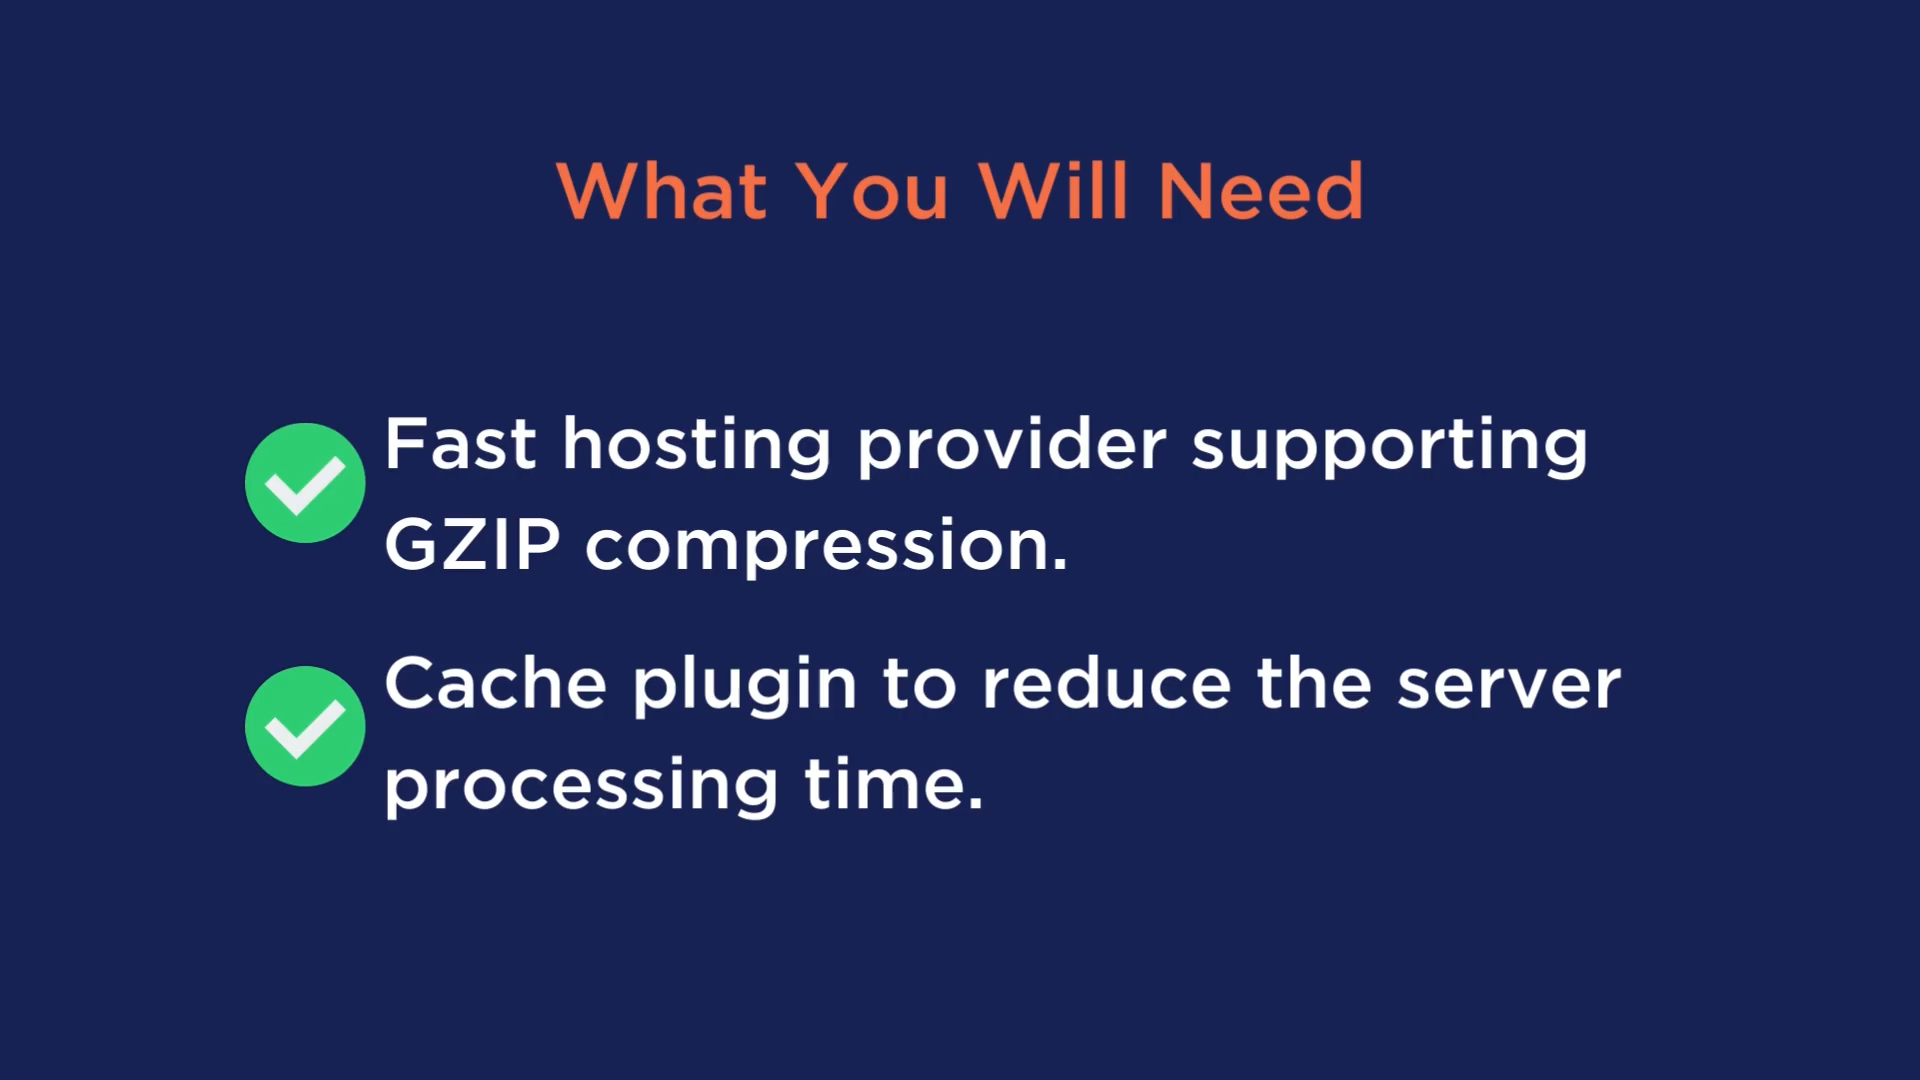 What You Will Need
Fast hosting provider supporting
GZIP compression.
Cache plugin to reduce the server
processing time.